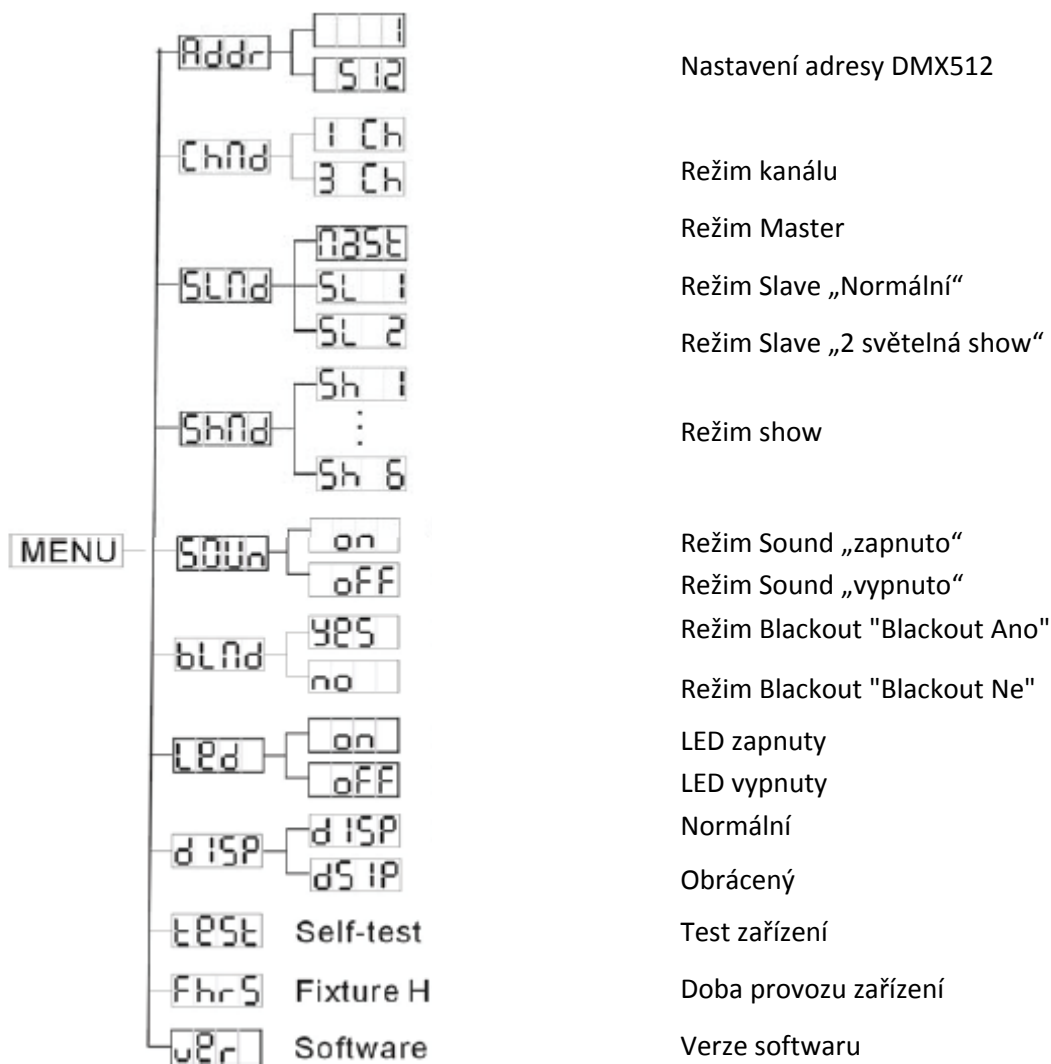 1
Addr
512
Nastavení adresy DMX512
1 Ch
ChMd
3 Ch
Režim kanálu
MaSt
Režim Master
SLMd
SL 1
Režim Slave „Normální“
SL 2
Režim Slave „2 světelná show“
Sh 1
ShMd
Režim show
Sh 6
MENU
SOUn
on
Režim Sound „zapnuto“
oFF
Režim Sound „vypnuto“
bLMd
yeS
Režim Blackout "Blackout Ano"
no
Režim Blackout "Blackout Ne"
Led
on
LED zapnuty
oFF
LED vypnuty
dISP
dISP
Normální
dSIP
Obrácený
teSt Self-test Test zařízení
FhrS Fixture H Doba provozu zařízení
ver Software Verze softwaru